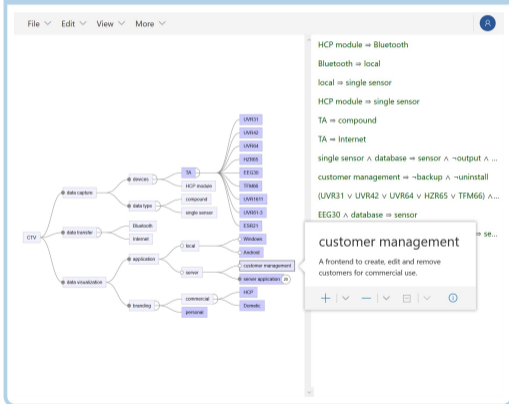 File Edit View More
HCP module ⇒ Bluetooth
Bluetooth ⇒ local
local ⇒ single sensor
HCP module ⇒ single sensor
TA ⇒ compound
TA ⇒ Internet
single sensor ∧ database ⇒ sensor ∧ ¬output ∧ ...
customer management ⇒ ¬backup ∧ ¬uninstall
(UVR31 ∨ UVR42 ∨ UVR64 ∨ HZR65 ∨ TFM66) ∧...
EEG30 ∧ database ⇒ sensor
⇒ se...
customer management
A frontend to create, edit and remove
customers for commercial use.
CTV
data capture
data transfer
data visualization
devices
data type
Bluetooth
Internet
application
branding
TA
HCP module
compound
single sensor
local
server
commercial
personal
UVR31
UVR42
UVR64
HZR65
EEG30
TFM66
UVR1611
UVR61-3
ESR21
Windows
Android
customer management
server application
HCP